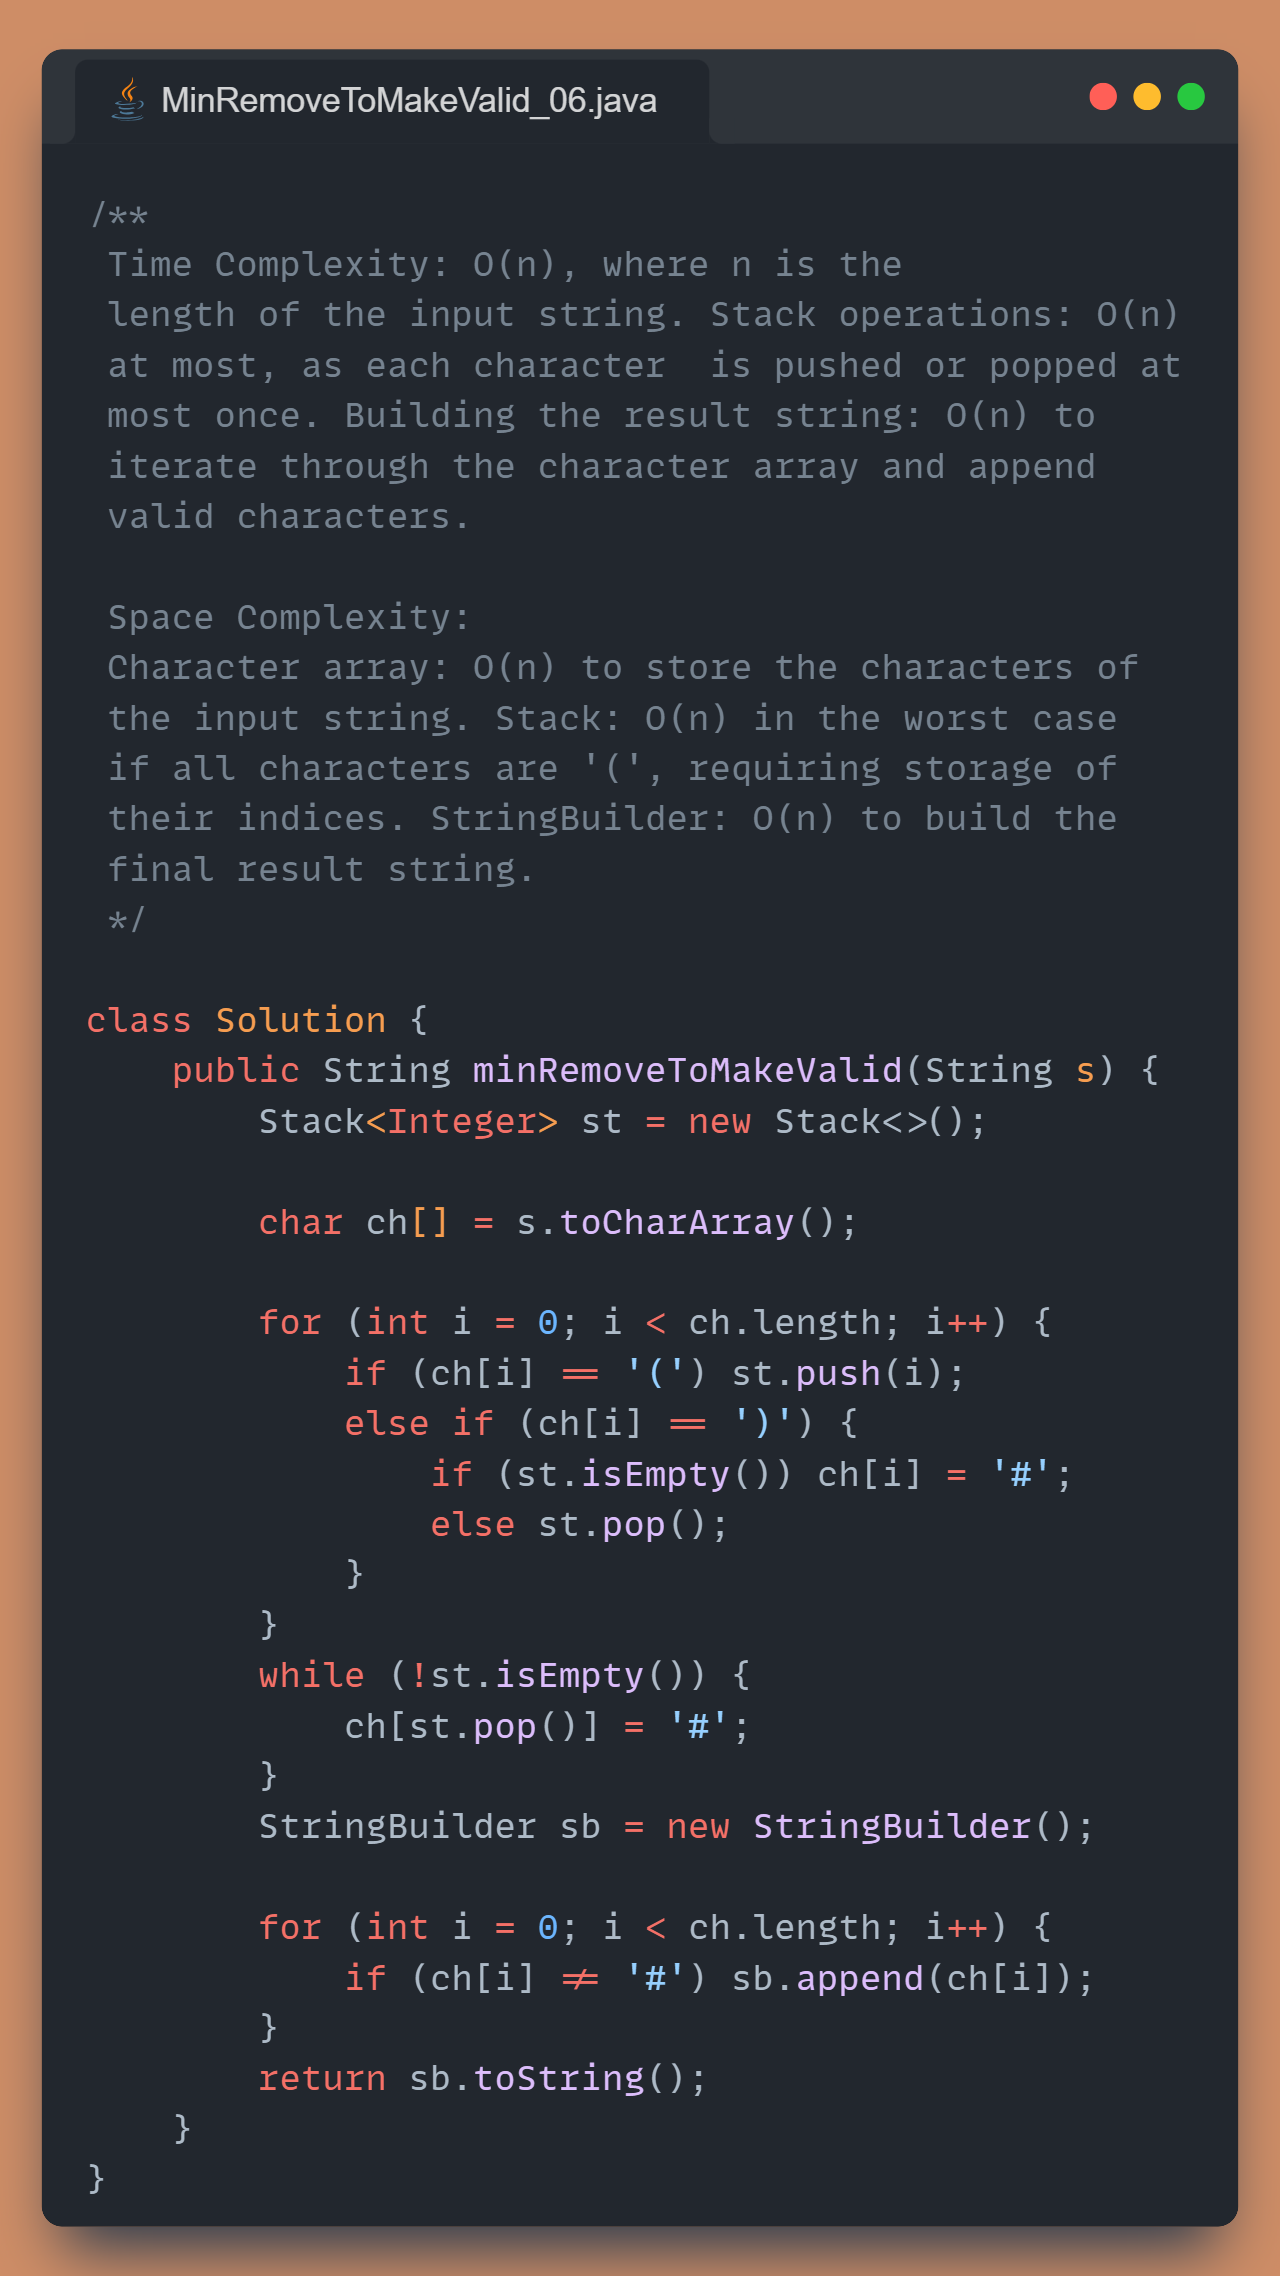 MinRemoveToMakeValid_06.java
/**
Time Complexity: O(n), where n is the
length of the input string. Stack operations: O(n)
at most, as each character  is pushed or popped at
most once. Building the result string: O(n) to
iterate through the character array and append
valid characters.
Space Complexity:
Character array: O(n) to store the characters of
the input string. Stack: O(n) in the worst case
if all characters are '(', requiring storage of
their indices. StringBuilder: O(n) to build the
final result string.
*/
class Solution {
    public String minRemoveToMakeValid(String s) {
        Stack<Integer> st = new Stack<>();
        char ch[] = s.toCharArray();
        for (int i = 0; i < ch.length; i++) {
            if (ch[i] == '(') st.push(i);
            else if (ch[i] == ')') {
                if (st.isEmpty()) ch[i] = '#';
                else st.pop();
            }
        }
        while (!st.isEmpty()) {
            ch[st.pop()] = '#';
        }
        StringBuilder sb = new StringBuilder();
        for (int i = 0; i < ch.length; i++) {
            if (ch[i] != '#') sb.append(ch[i]);
        }
        return sb.toString();
    }
}